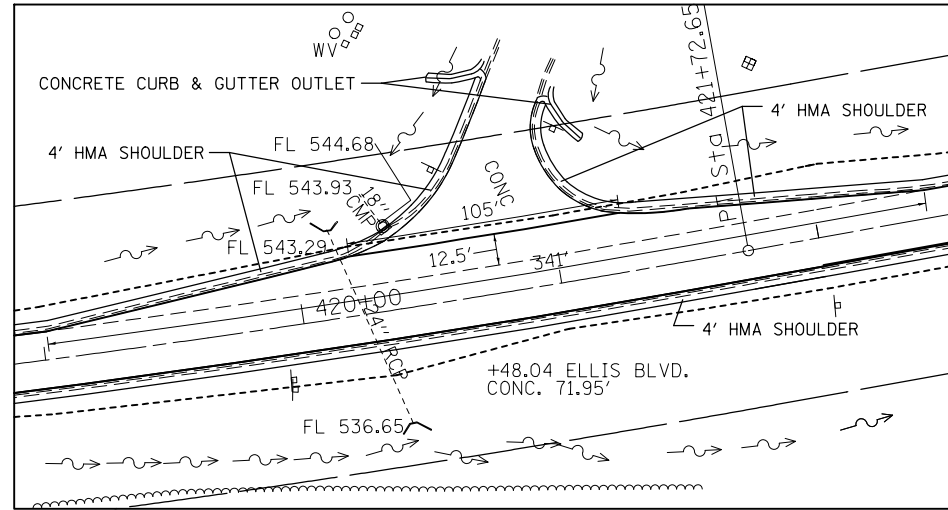 WV
CONCRETE CURB & GUTTER OUTLET
PI Sta 421+72.65
4' HMA SHOULDER
4' HMA SHOULDER
FL 544.68
FL 543.93
18"
CMP
CONC
105'
FL 543.29
12.5'
341'
420+00
24" RCP
4' HMA SHOULDER
+48.04 ELLIS BLVD.
CONC. 71.95'
FL 536.65